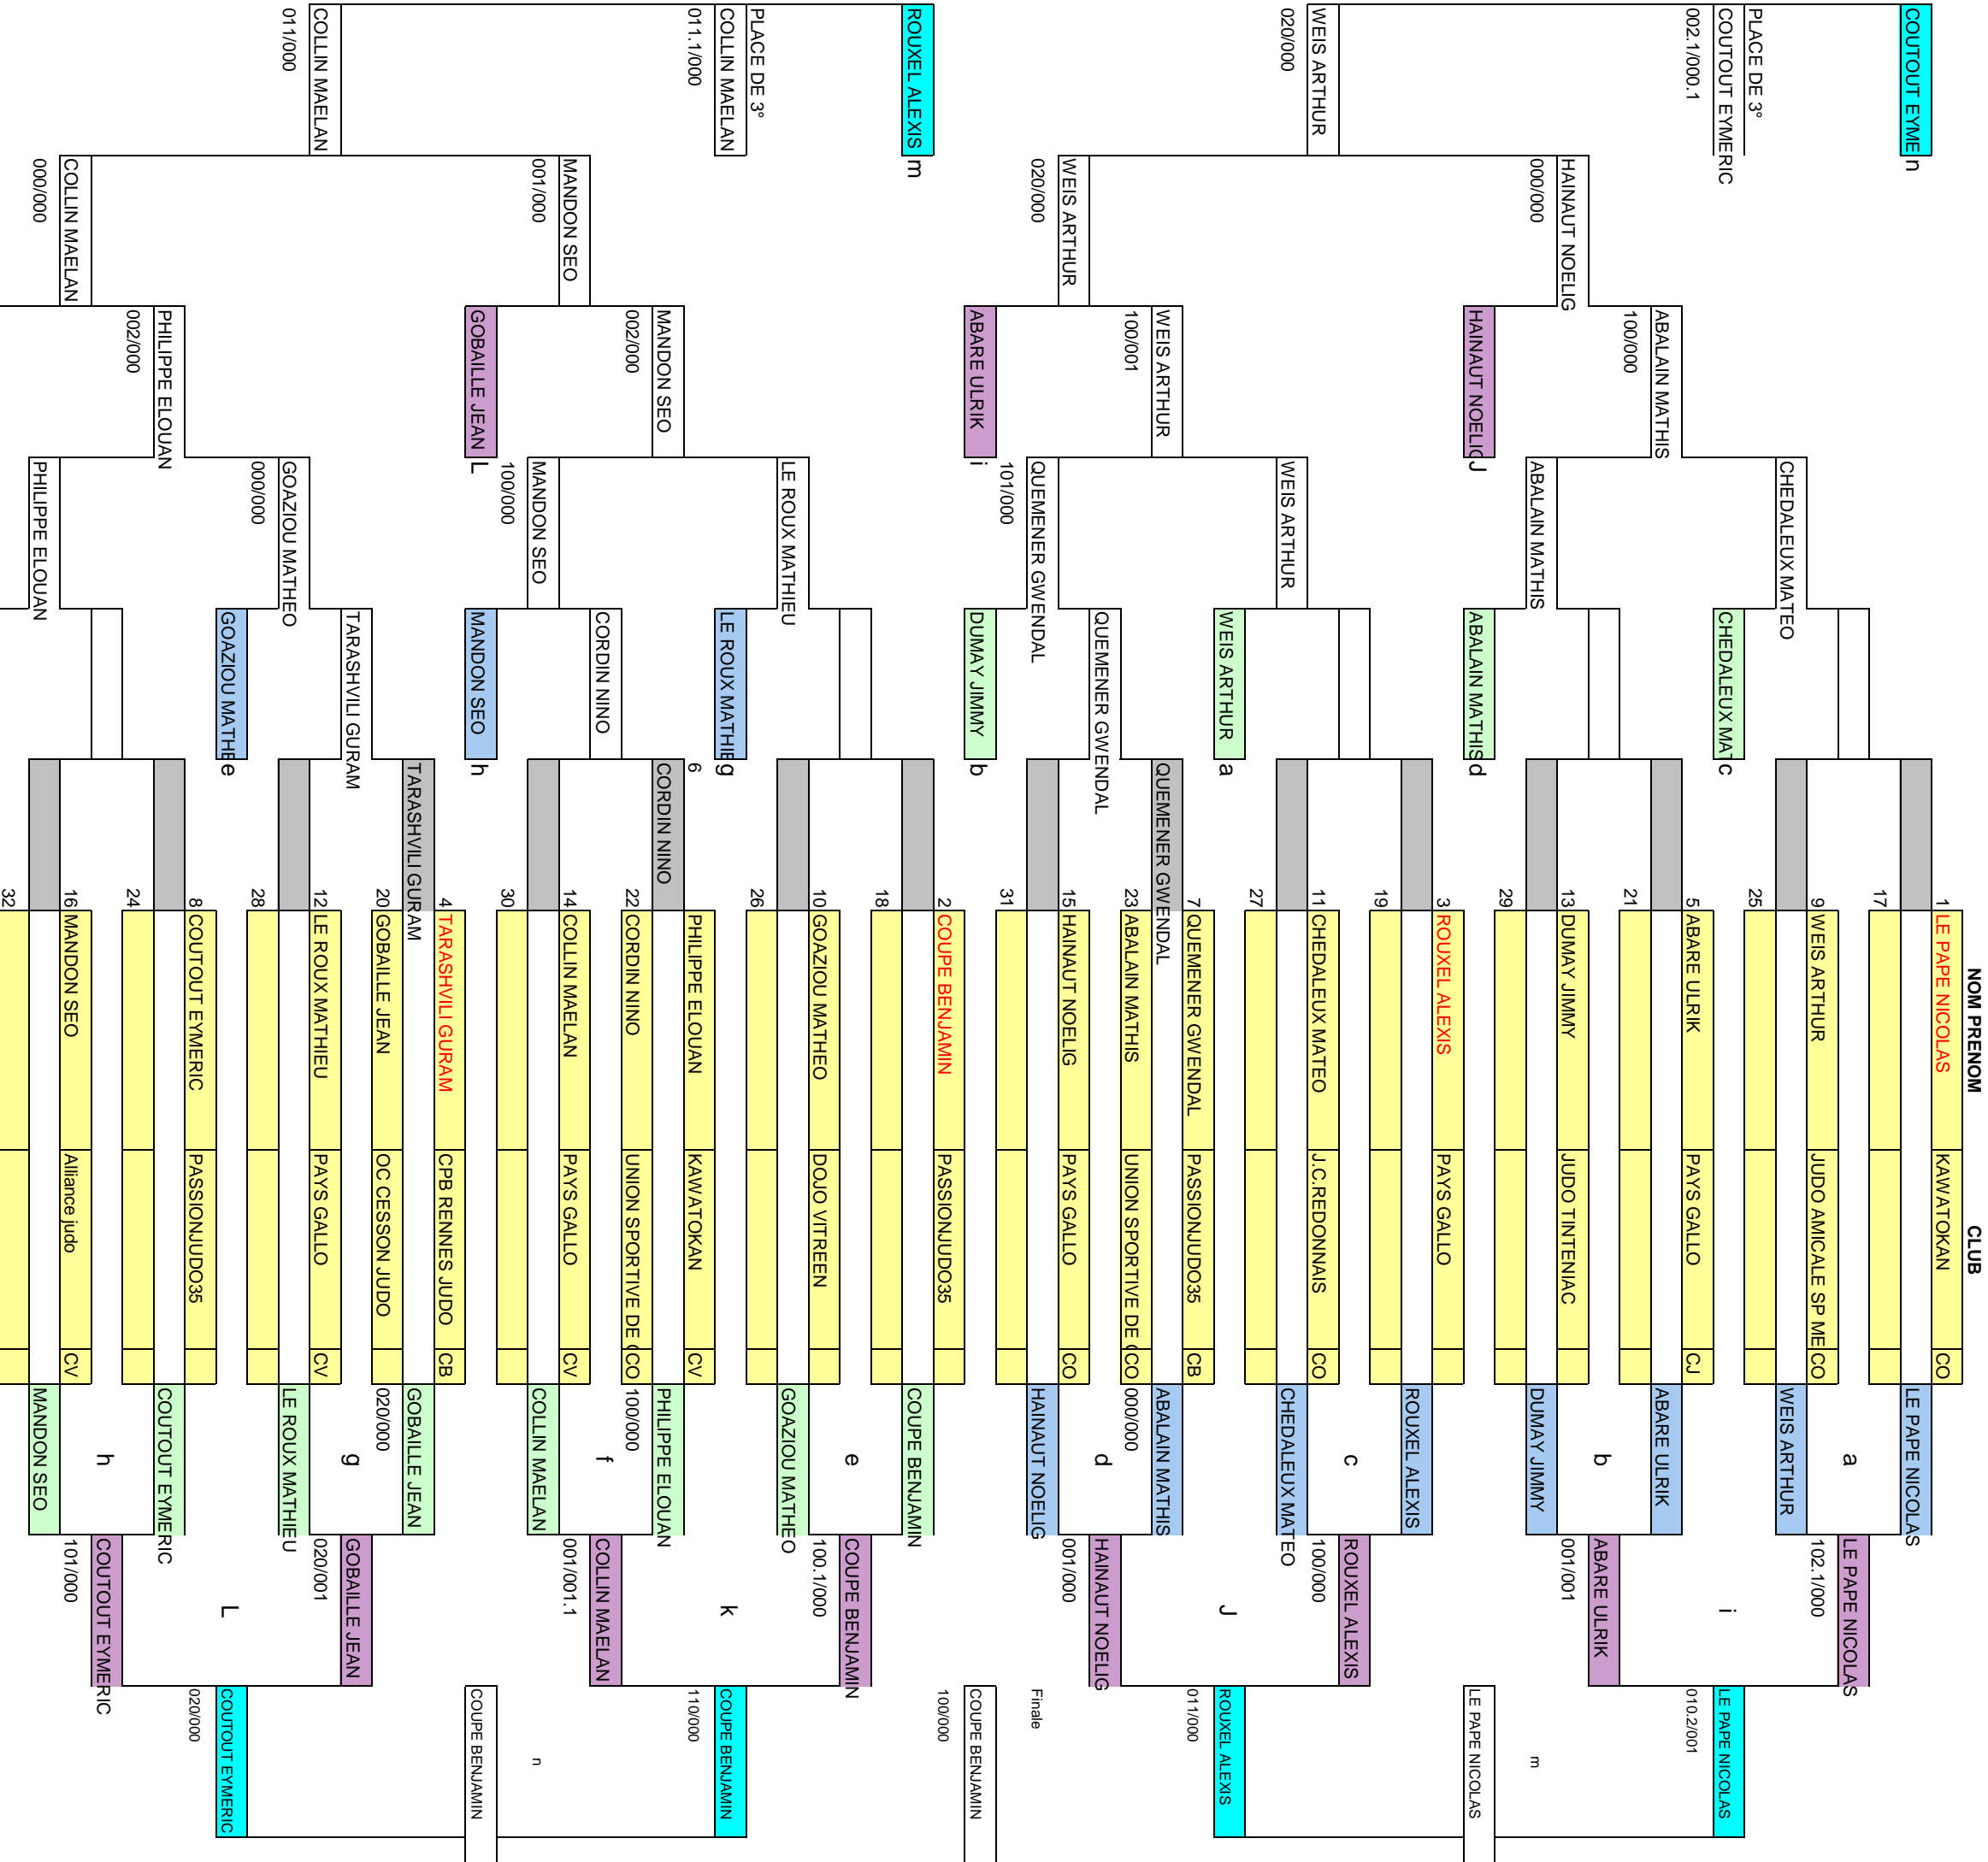 NOM PRENOM
CLUB
COUTOUT EYME
n
PLACE DE 3°
COUTOUT EYMERIC
002.1/000.1
WEIS ARTHUR
020/000
ROUXEL ALEXIS
m
PLACE DE 3°
COLLIN MAELAN
011.1/000
COLLIN MAELAN
011/000
HAINAUT NOELIG
000/000
WEIS ARTHUR
020/000
MANDON SEO
001/000
COLLIN MAELAN
000/000
ABALAIN MATHIS
100/000
HAINAUT NOELIG
J
WEIS ARTHUR
100/001
ABARE ULRIK
i
MANDON SEO
002/000
GOBAILLE JEAN
L
PHILIPPE ELOUAN
002/000
CHEDALEUX MATEO
ABALAIN MATHIS
WEIS ARTHUR
QUEMENER GWENDAL
101/000
LE ROUX MATHIEU
MANDON SEO
100/000
GOAZIOU MATHEO
000/000
PHILIPPE ELOUAN
CHEDALEUX MAT
c
ABALAIN MATHIS
d
WEIS ARTHUR
a
QUEMENER GWENDAL
DUMAY JIMMY
b
LE ROUX MATHIE
g
CORDIN NINO
MANDON SEO
h
TARASHVILI GURAM
GOAZIOU MATHE
e
QUEMENER GWENDAL
CORDIN NINO
TARASHVILI GURAM
1 LE PAPE NICOLAS KAWATOKAN CO
17
9 WEIS ARTHUR JUDO AMICALE SP ME CO
25
5 ABARE ULRIK PAYS GALLO CJ
21
13 DUMAY JIMMY JUDO TINTENIAC
29
3 ROUXEL ALEXIS PAYS GALLO
19
11 CHEDALEUX MATEO J.C.REDONNAIS CO
27
7 QUEMENER GWENDAL PASSIONJUDO35 CB
23 ABALAIN MATHIS UNION SPORTIVE DE ( CO
15 HAINAUT NOELIG PAYS GALLO CO
31
2 COUPE BENJAMIN PASSIONJUDO35
18
10 GOAZIOU MATHEO DOJO VITREEN
26
6 PHILIPPE ELOUAN KAWATOKAN CV
22 CORDIN NINO UNION SPORTIVE DE ( CO
14 COLLIN MAELAN PAYS GALLO CV
30
4 TARASHVILI GURAM CPB RENNES JUDO CB
20 GOBAILLE JEAN OC CESSON JUDO
12 LE ROUX MATHIEU PAYS GALLO CV
28
8 COUTOUT EYMERIC PASSIONJUDO35
24
16 MANDON SEO Alliance judo CV
32
LE PAPE NICOLAS
a
WEIS ARTHUR
ABARE ULRIK
b
DUMAY JIMMY
ROUXEL ALEXIS
c
CHEDALEUX MATEO
ABALAIN MATHIS
000/000
d
HAINAUT NOELIG
COUPE BENJAMIN
e
GOAZIOU MATHEO
PHILIPPE ELOUAN
100/000
f
COLLIN MAELAN
GOBAILLE JEAN
020/000
g
LE ROUX MATHIEU
COUTOUT EYMERIC
h
MANDON SEO
LE PAPE NICOLAS
102.1/000
i
ABARE ULRIK
001/001
ROUXEL ALEXIS
100/000
J
HAINAUT NOELIG
001/000
COUPE BENJAMIN
100.1/000
k
COLLIN MAELAN
001/001.1
GOBAILLE JEAN
020/001
L
COUTOUT EYMERIC
101/000
LE PAPE NICOLAS
010.2/001
m
LE PAPE NICOLAS
ROUXEL ALEXIS
011/000
Finale
COUPE BENJAMIN
100/000
COUPE BENJAMIN
110/000
n
COUPE BENJAMIN
COUTOUT EYMERIC
020/000